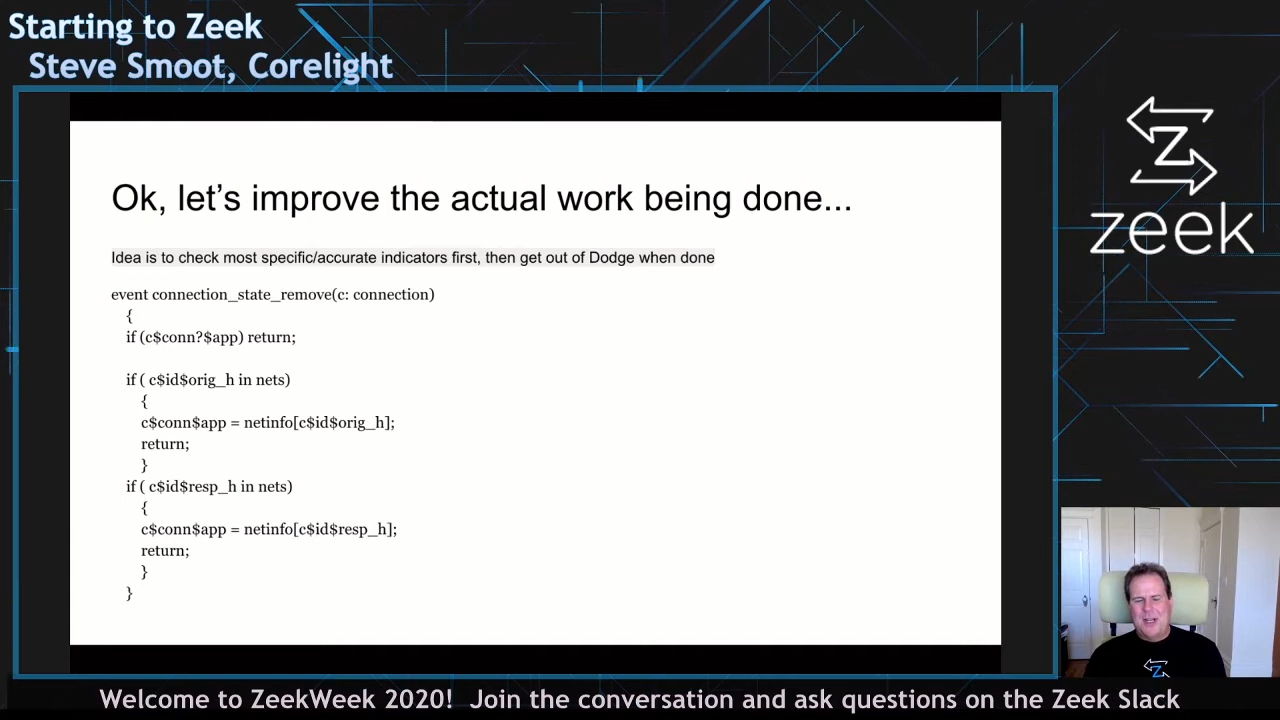 Starting to Zeek
Steve Smoot, Corelight
Ok, let's improve the actual work being done...
Idea is to check most specific/accurate indicators first, then get out of Dodge when done
event connection_state_remove(c: connection)
{
if (c$conn?$app) return;
if ( c$id$orig_h in nets)
{
c$conn$app = netinfo[c$id$orig_h];
return;
}
if ( c$id$resp_h in nets)
{
c$conn$app = netinfo[c$id$resp_h];
return;
}
}
Z
zeek
Z
Welcome to ZeekWeek 2020! Join the conversation and ask questions on the Zeek Slack